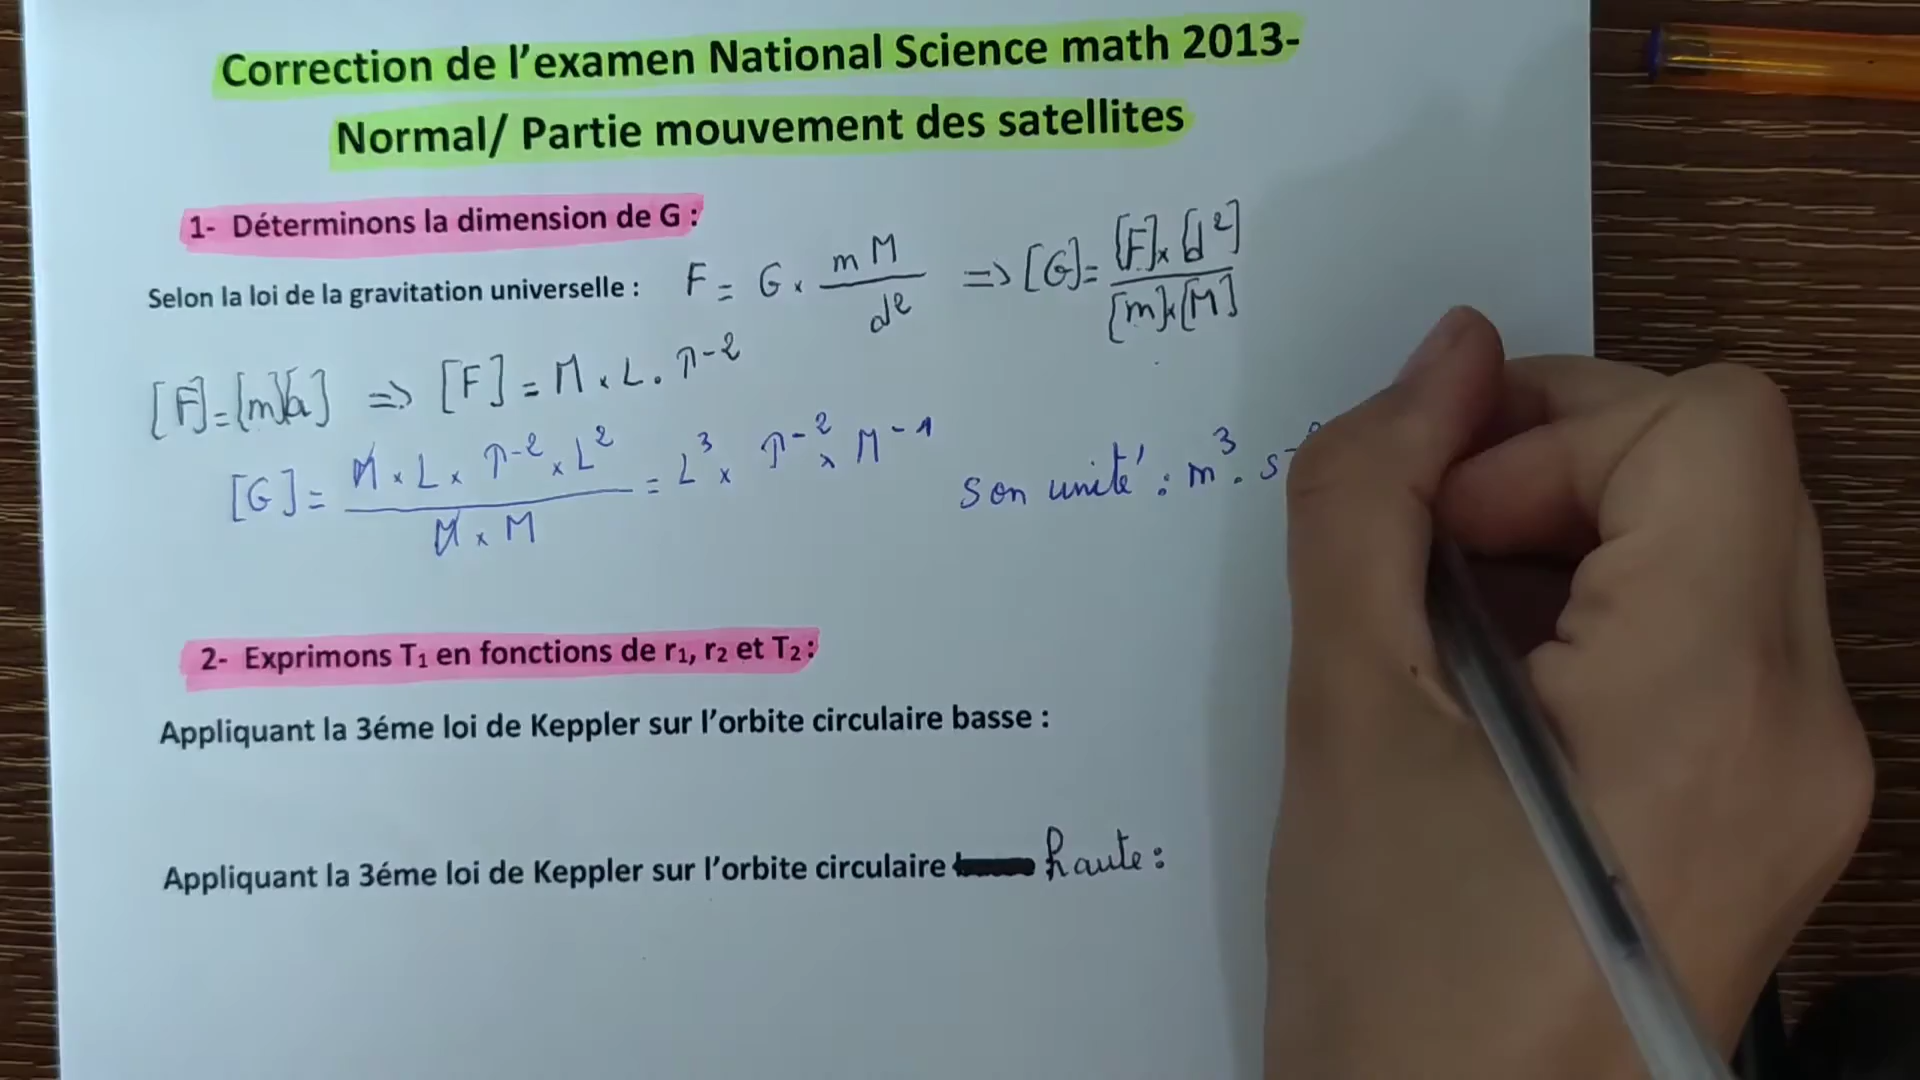 Correction de l'examen National Science math 2013-
Normal/ Partie mouvement des satellites
1- Déterminons la dimension de G :
Selon la loi de la gravitation universelle : F = G × m M / d² => [G] = [F] × [d²] / [m] × [M]
[F] = [m][a] => [F] = M × L . T⁻²
[G] = M × L × T⁻² × L² / M × M = L³ × T⁻² × M⁻¹ Son unité : m³ . s
2- Exprimons T₁ en fonctions de r₁, r₂ et T₂ :
Appliquant la 3éme loi de Keppler sur l'orbite circulaire basse :
Appliquant la 3éme loi de Keppler sur l'orbite circulaire haute :